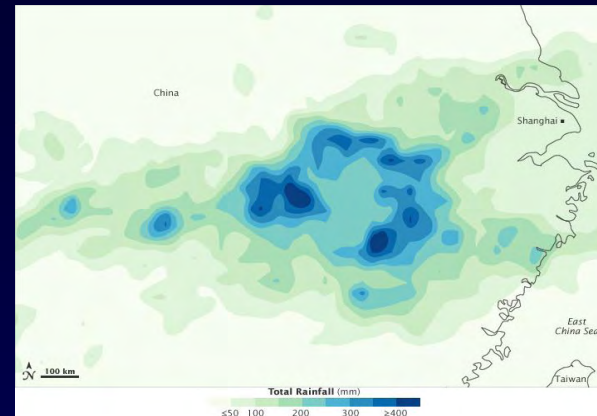 China
Shanghai
East
China Sea
N
100 km
Taiwan
Total Rainfall (mm)
≤50 100 200 300 ≥400